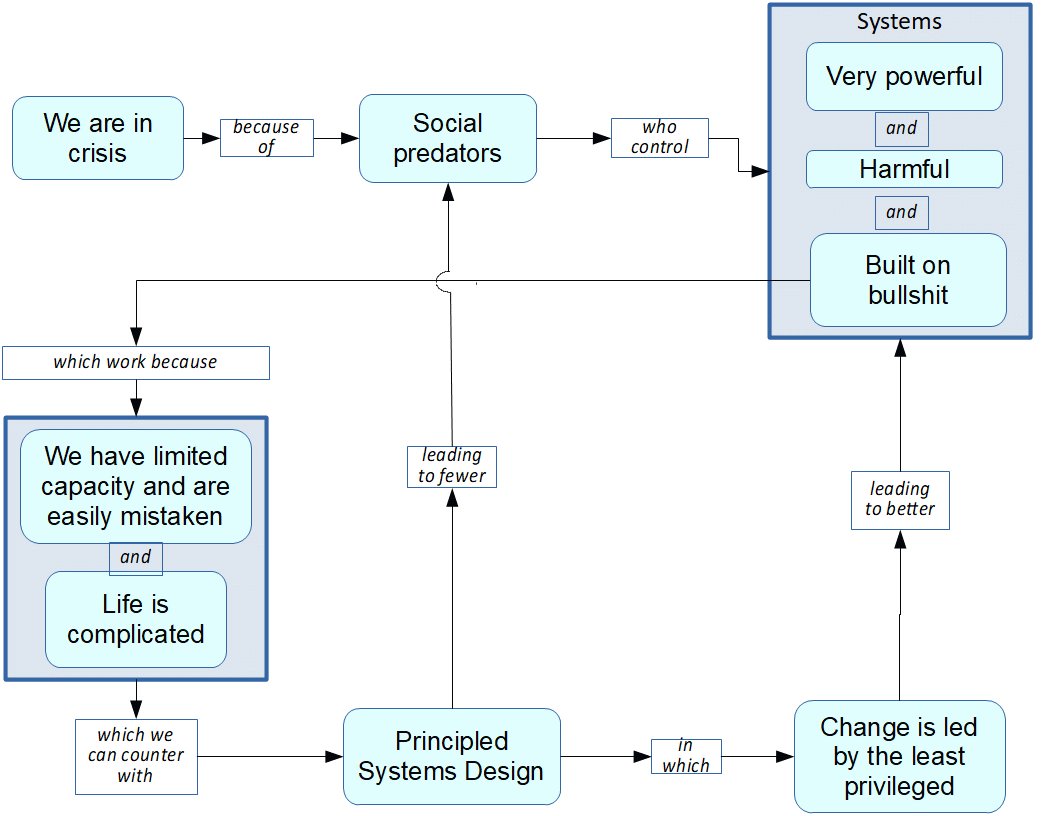 Systems
Very powerful
and
Harmful
and
Built on
bullshit
We are in
crisis
because
of
Social
predators
who
control
which work because
We have limited
capacity and are
easily mistaken
and
Life is
complicated
leading
to fewer
leading
to better
which we
can counter
with
Principled
Systems Design
in
which
Change is led
by the least
privileged